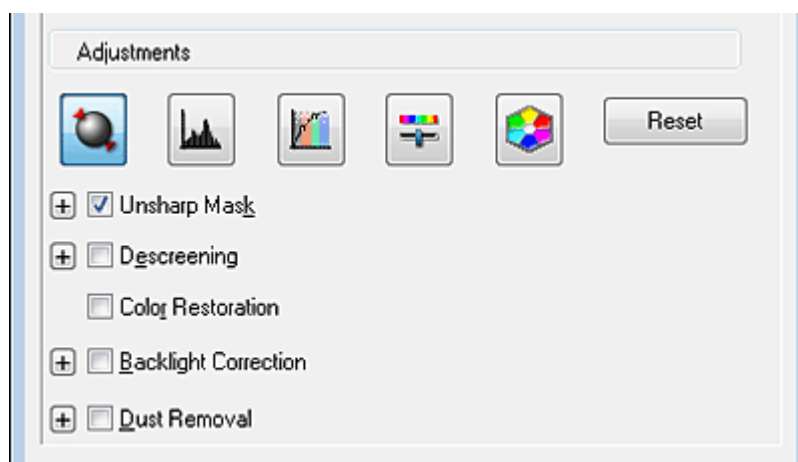 Adjustments
Reset
Unsharp Mask
Descreening
Color Restoration
Backlight Correction
Dust Removal